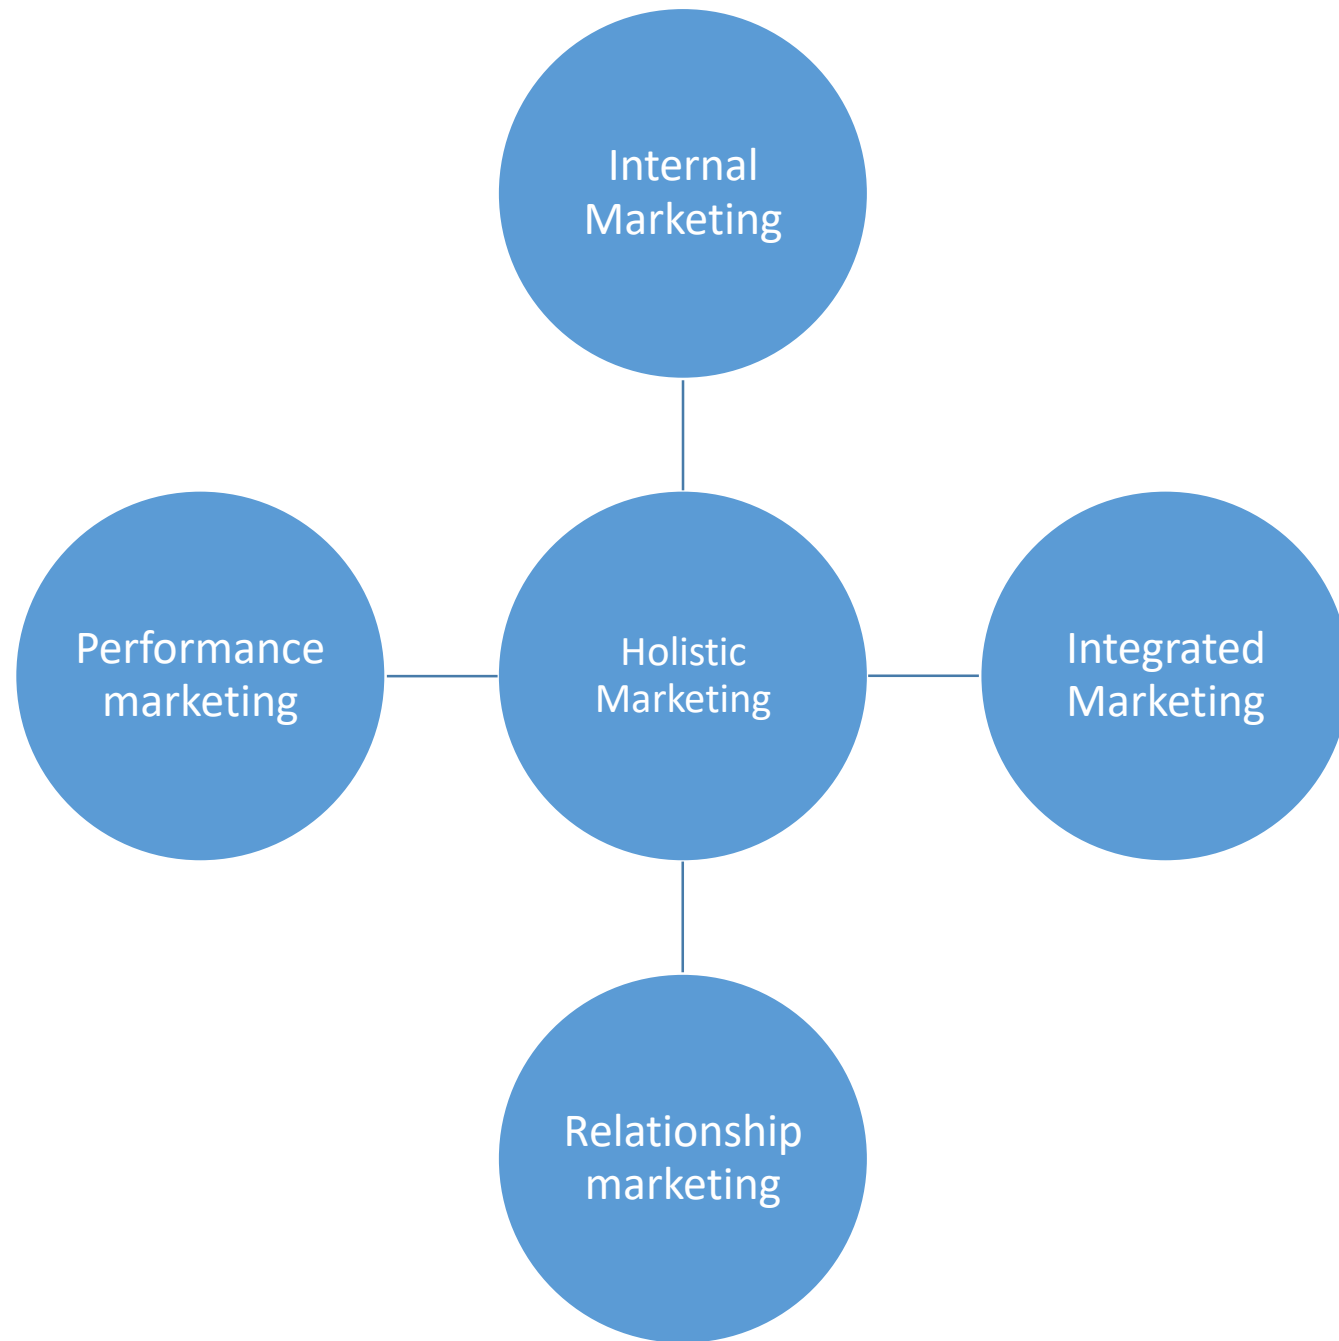 Internal
Marketing
Performance
marketing
Holistic
Marketing
Integrated
Marketing
Relationship
marketing